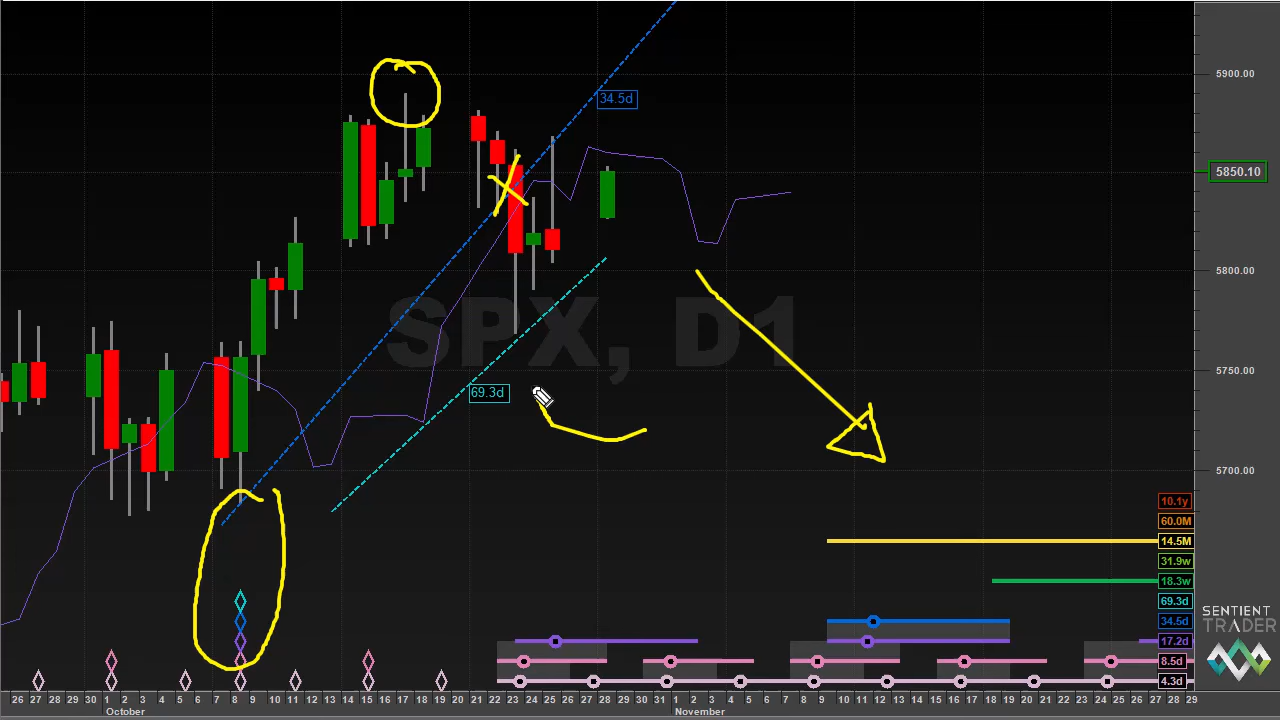 5900.00
34.5d
5850.10
5800.00
SPX, D1
5750.00
69.3d
5700.00
10.1y
60.0M
14.5M
31.9w
18.3w
69.3d
34.5d
17.2d
8.5d
4.3d
SENTIENT
TRADER
26 27 28 29 30 1 2 3 4 5 6 7 8 9 10 11 12 13 14 15 16 17 18 19 20 21 22 23 24 25 26 27 28 29 30 31 1 2 3 4 5 6 7 8 9 10 11 12 13 14 15 16 17 18 19 20 21 22 23 24 25 26 27 28 29
October November